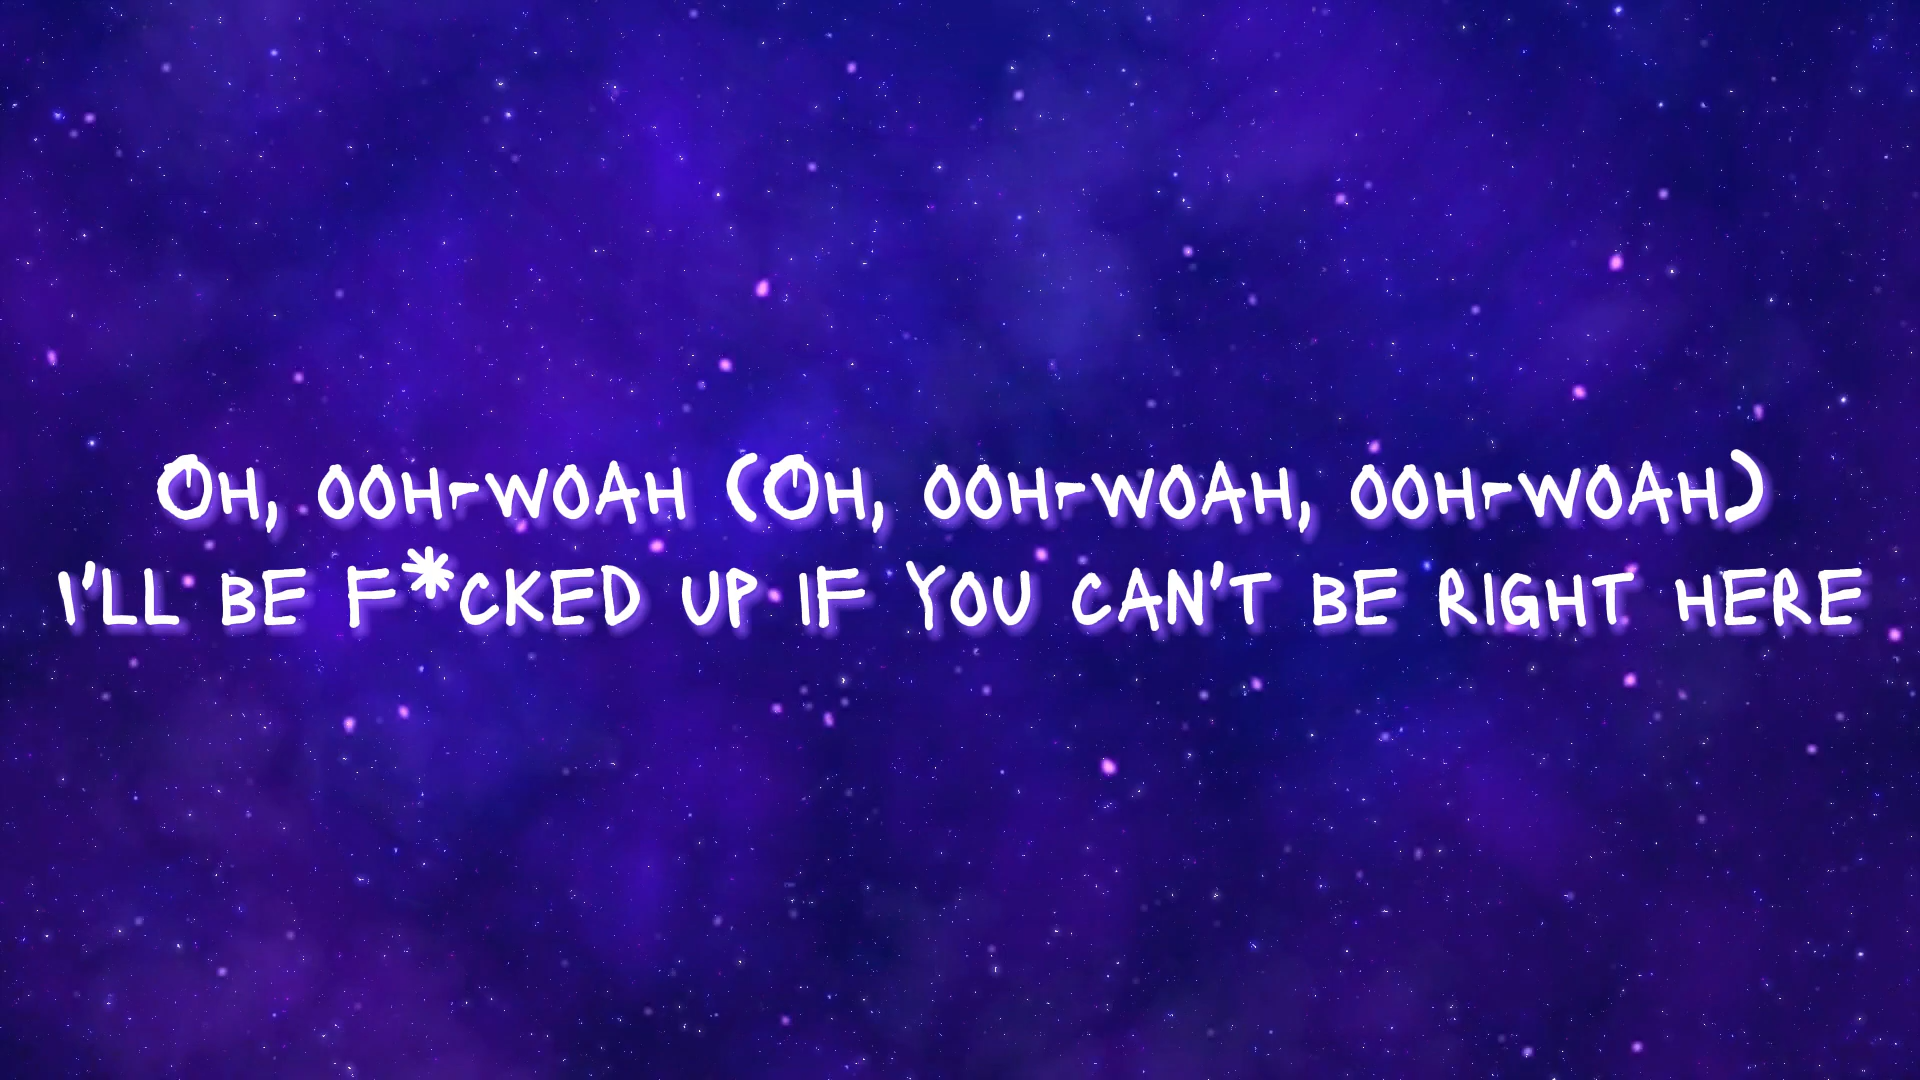 Oh, ooh-woah (Oh, ooh-woah, ooh-woah)
I'll be f*cked up if you can't be right here